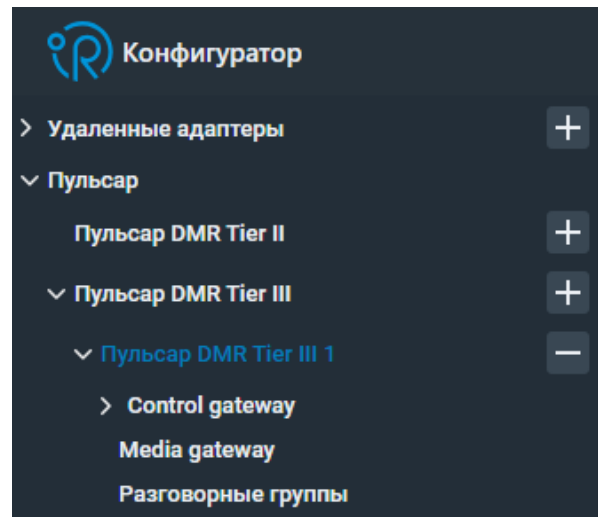 Конфигуратор
Удаленные адаптеры
Пульсар
Пульсар DMR Tier II
Пульсар DMR Tier III
Пульсар DMR Tier III 1
Control gateway
Media gateway
Разговорные группы